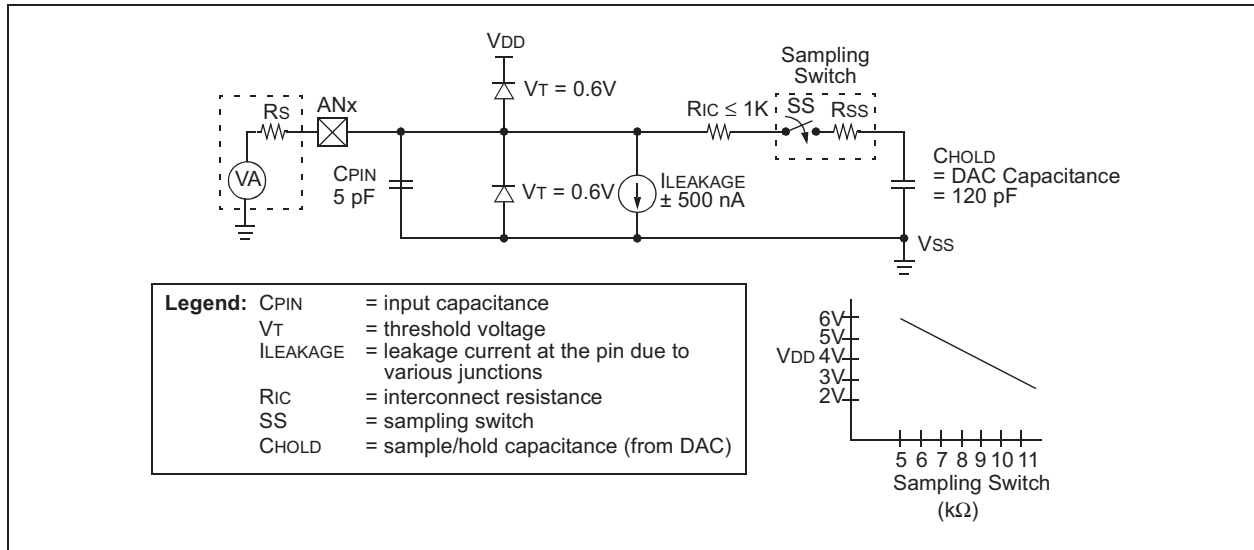 VDD
Sampling
Switch
VT = 0.6V
RS
ANx
RIC ≤ 1K
SS
RSS
VA
CPIN
5 pF
VT = 0.6V
ILEAKAGE
± 500 nA
CHOLD
= DAC Capacitance
= 120 pF
VSS
Legend: CPIN = input capacitance
VT = threshold voltage
ILEAKAGE = leakage current at the pin due to
various junctions
RIC = interconnect resistance
SS = sampling switch
CHOLD = sample/hold capacitance (from DAC)
6V
5V
VDD 4V
3V
2V
5 6 7 8 9 10 11
Sampling Switch
(kΩ)